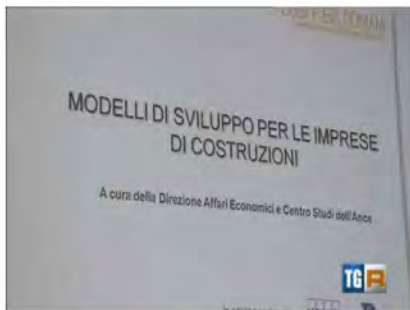 MODELLI DI SVILUPPO PER LE IMPRESE
DI COSTRUZIONI
A cura della Direzione Affari Economici e Centro Studi dell'Ance
TGR